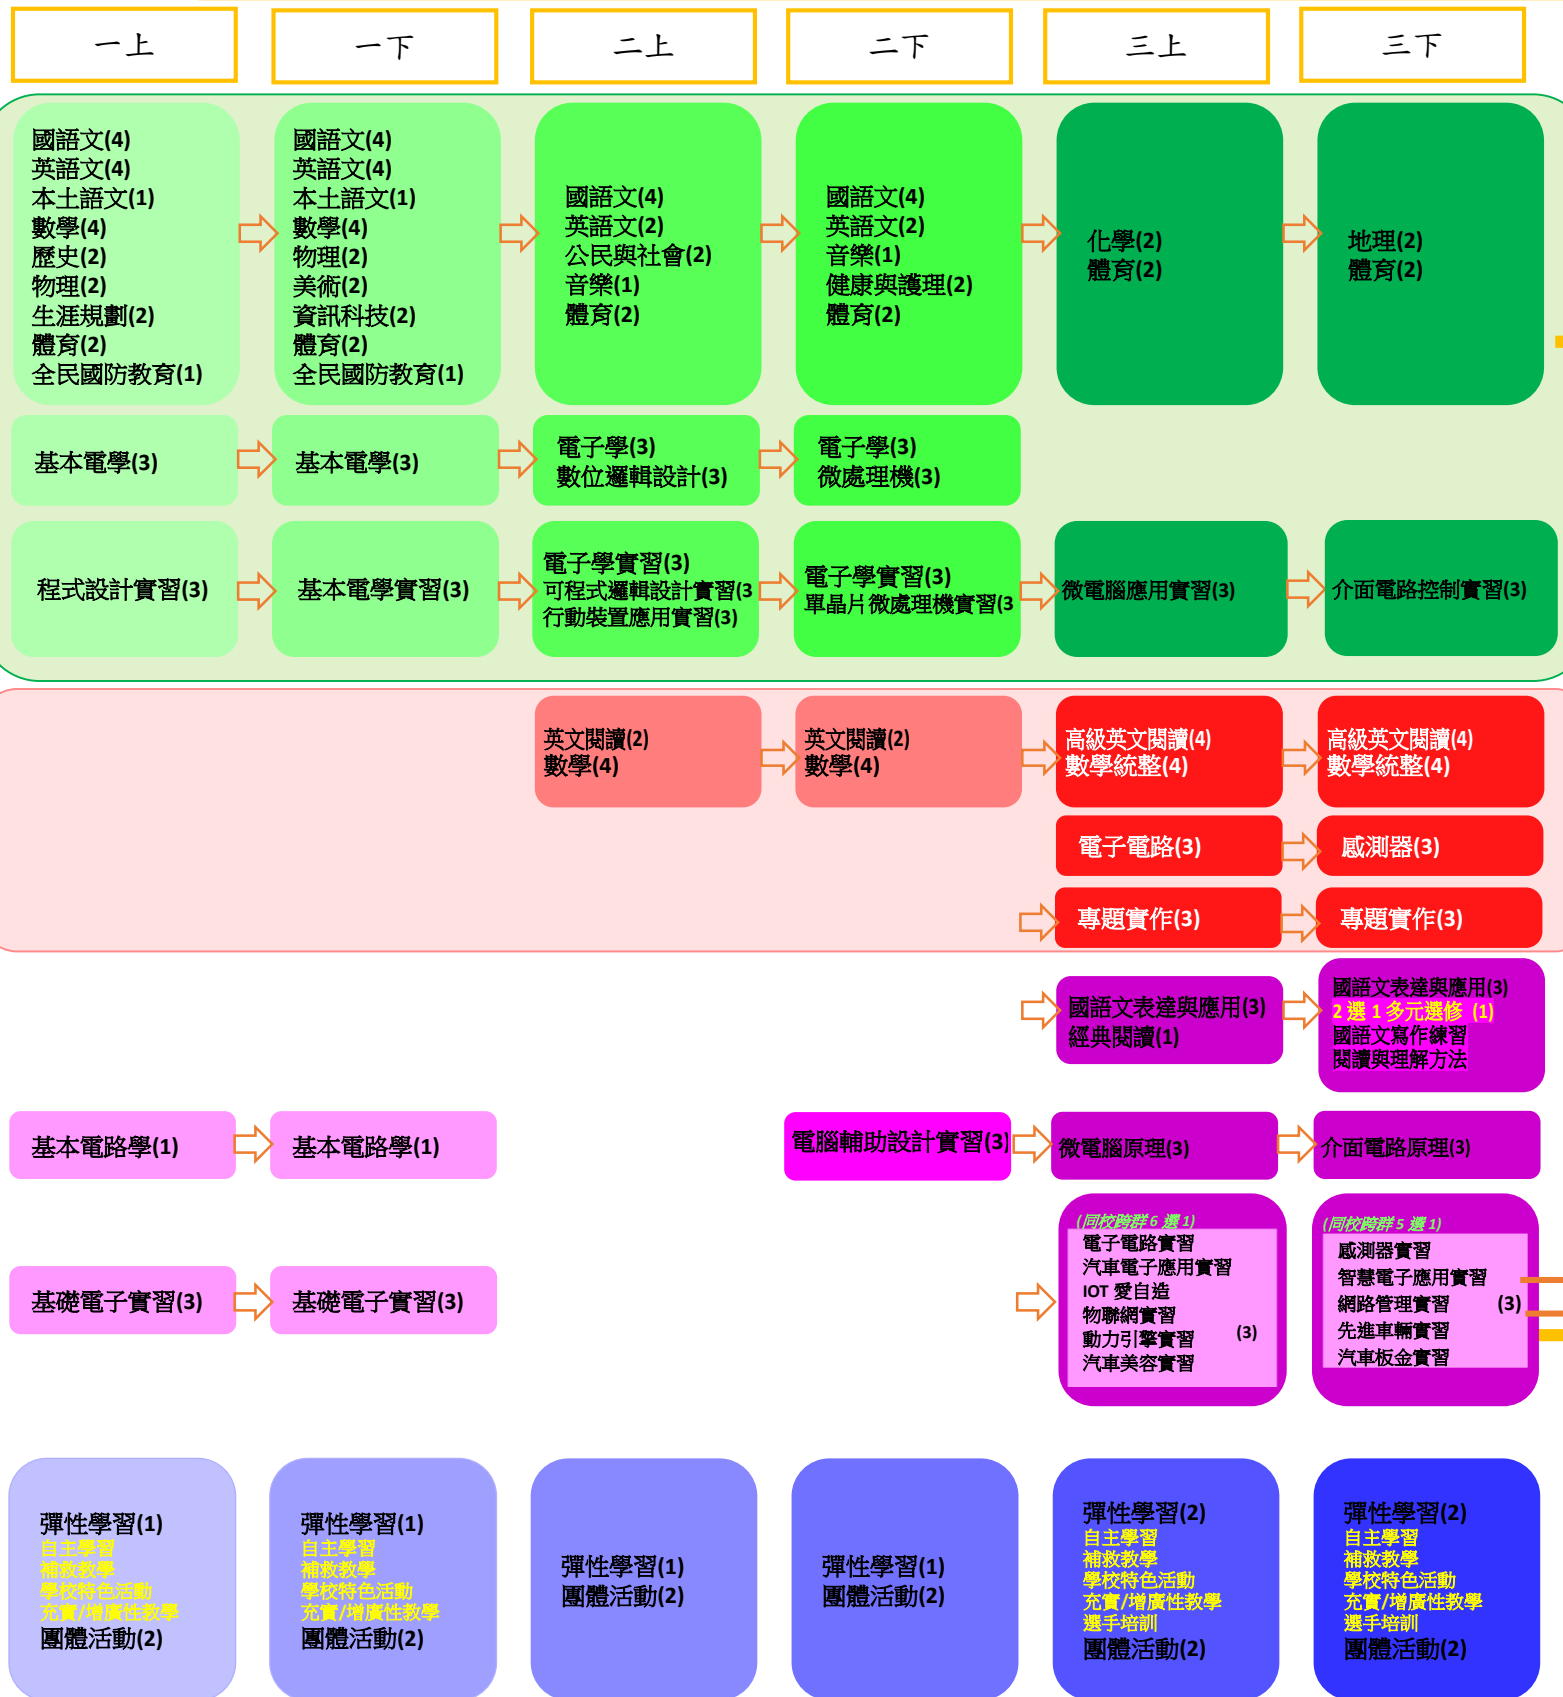 一上
一下
二上
二下
三上
三下
國語文(4)
英語文(4)
本土語文(1)
數學(4)
歷史(2)
物理(2)
生涯規劃(2)
體育(2)
全民國防教育(1)
國語文(4)
英語文(4)
本土語文(1)
數學(4)
物理(2)
美術(2)
資訊科技(2)
體育(2)
全民國防教育(1)
國語文(4)
英語文(2)
公民與社會(2)
音樂(1)
體育(2)
國語文(4)
英語文(2)
音樂(1)
健康與護理(2)
體育(2)
化學(2)
體育(2)
地理(2)
體育(2)
基本電學(3)
基本電學(3)
電子學(3)
數位邏輯設計(3)
電子學(3)
微處理機(3)
程式設計實習(3)
基本電學實習(3)
電子學實習(3)
可程式邏輯設計實習(3
行動裝置應用實習(3)
電子學實習(3)
單晶片微處理機實習(3
微電腦應用實習(3)
介面電路控制實習(3)
英文閱讀(2)
數學(4)
英文閱讀(2)
數學(4)
高級英文閱讀(4)
數學統整(4)
高級英文閱讀(4)
數學統整(4)
電子電路(3)
感測器(3)
專題實作(3)
專題實作(3)
國語文表達與應用(3)
經典閱讀(1)
國語文表達與應用(3)
2 選 1 多元選修 (1)
國語文寫作練習
閱讀與理解方法
基本電路學(1)
基本電路學(1)
電腦輔助設計實習(3)
微電腦原理(3)
介面電路原理(3)
基礎電子實習(3)
基礎電子實習(3)
(同校跨群 6 選 1)
電子電路實習
汽車電子應用實習
IOT 愛自造
物聯網實習
動力引擎實習 (3)
汽車美容實習
(同校跨群 5 選 1)
感測器實習
智慧電子應用實習
網路管理實習 (3)
先進車輛實習
汽車板金實習
彈性學習(1)
自主學習
補救教學
學校特色活動
充實/增廣性教學
團體活動(2)
彈性學習(1)
自主學習
補救教學
學校特色活動
充實/增廣性教學
團體活動(2)
彈性學習(1)
團體活動(2)
彈性學習(1)
團體活動(2)
彈性學習(2)
自主學習
補救教學
學校特色活動
充實/增廣性教學
選手培訓
團體活動(2)
彈性學習(2)
自主學習
補救教學
學校特色活動
充實/增廣性教學
選手培訓
團體活動(2)